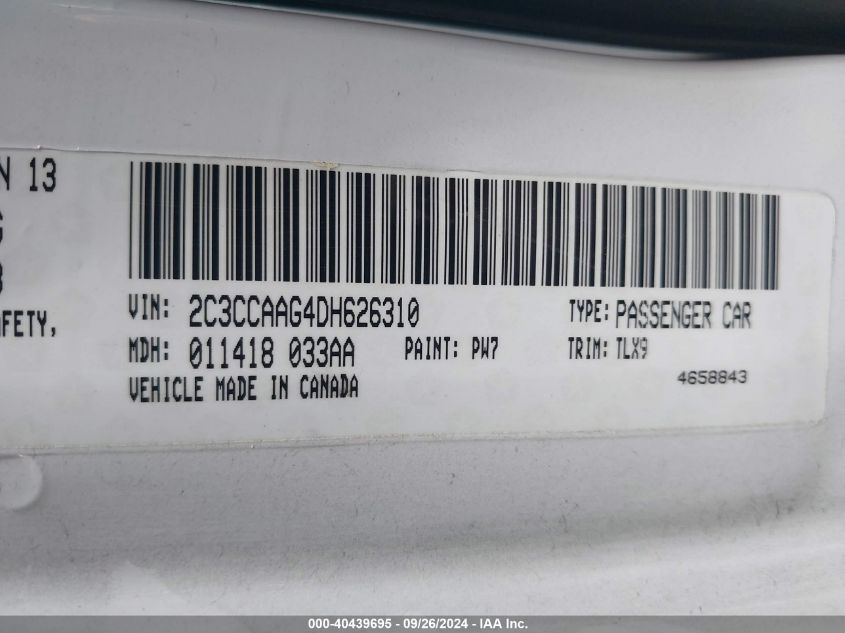 N 13
VIN: 2C3CCAAG4DH626310 TYPE: PASSENGER CAR
FETY,
MDH: 011418 033AA PAINT: PW7 TRIM: TLX9
VEHICLE MADE IN CANADA 4658843
000-40439695 - 09/26/2024 - IAA Inc.